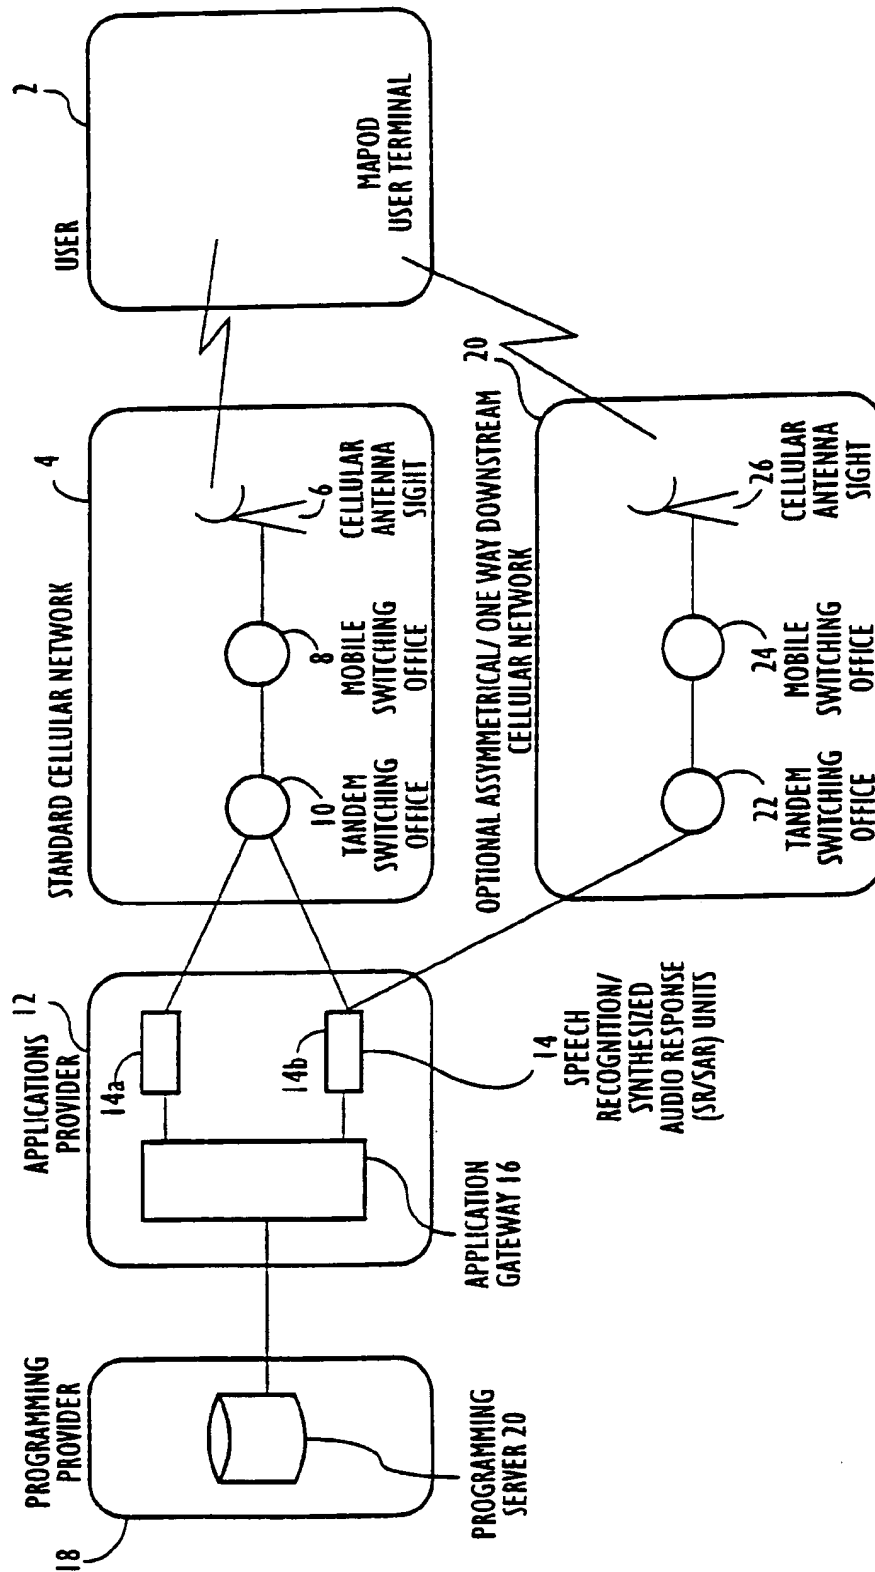 PROGRAMMING
PROVIDER
18
PROGRAMMING
SERVER 20
APPLICATIONS
PROVIDER
12
14a
14b
APPLICATION
GATEWAY 16
14
SPEECH
RECOGNITION/
SYNTHESIZED
AUDIO RESPONSE
(SR/SAR) UNITS
STANDARD CELLULAR NETWORK
4
10
TANDEM
SWITCHING
OFFICE
8
MOBILE
SWITCHING
OFFICE
6
CELLULAR
ANTENNA
SIGHT
USER
2
MAPOD
USER TERMINAL
OPTIONAL ASSYMETRICAL/ ONE WAY DOWNSTREAM
CELLULAR NETWORK
20
22
TANDEM
SWITCHING
OFFICE
24
MOBILE
SWITCHING
OFFICE
26
CELLULAR
ANTENNA
SIGHT